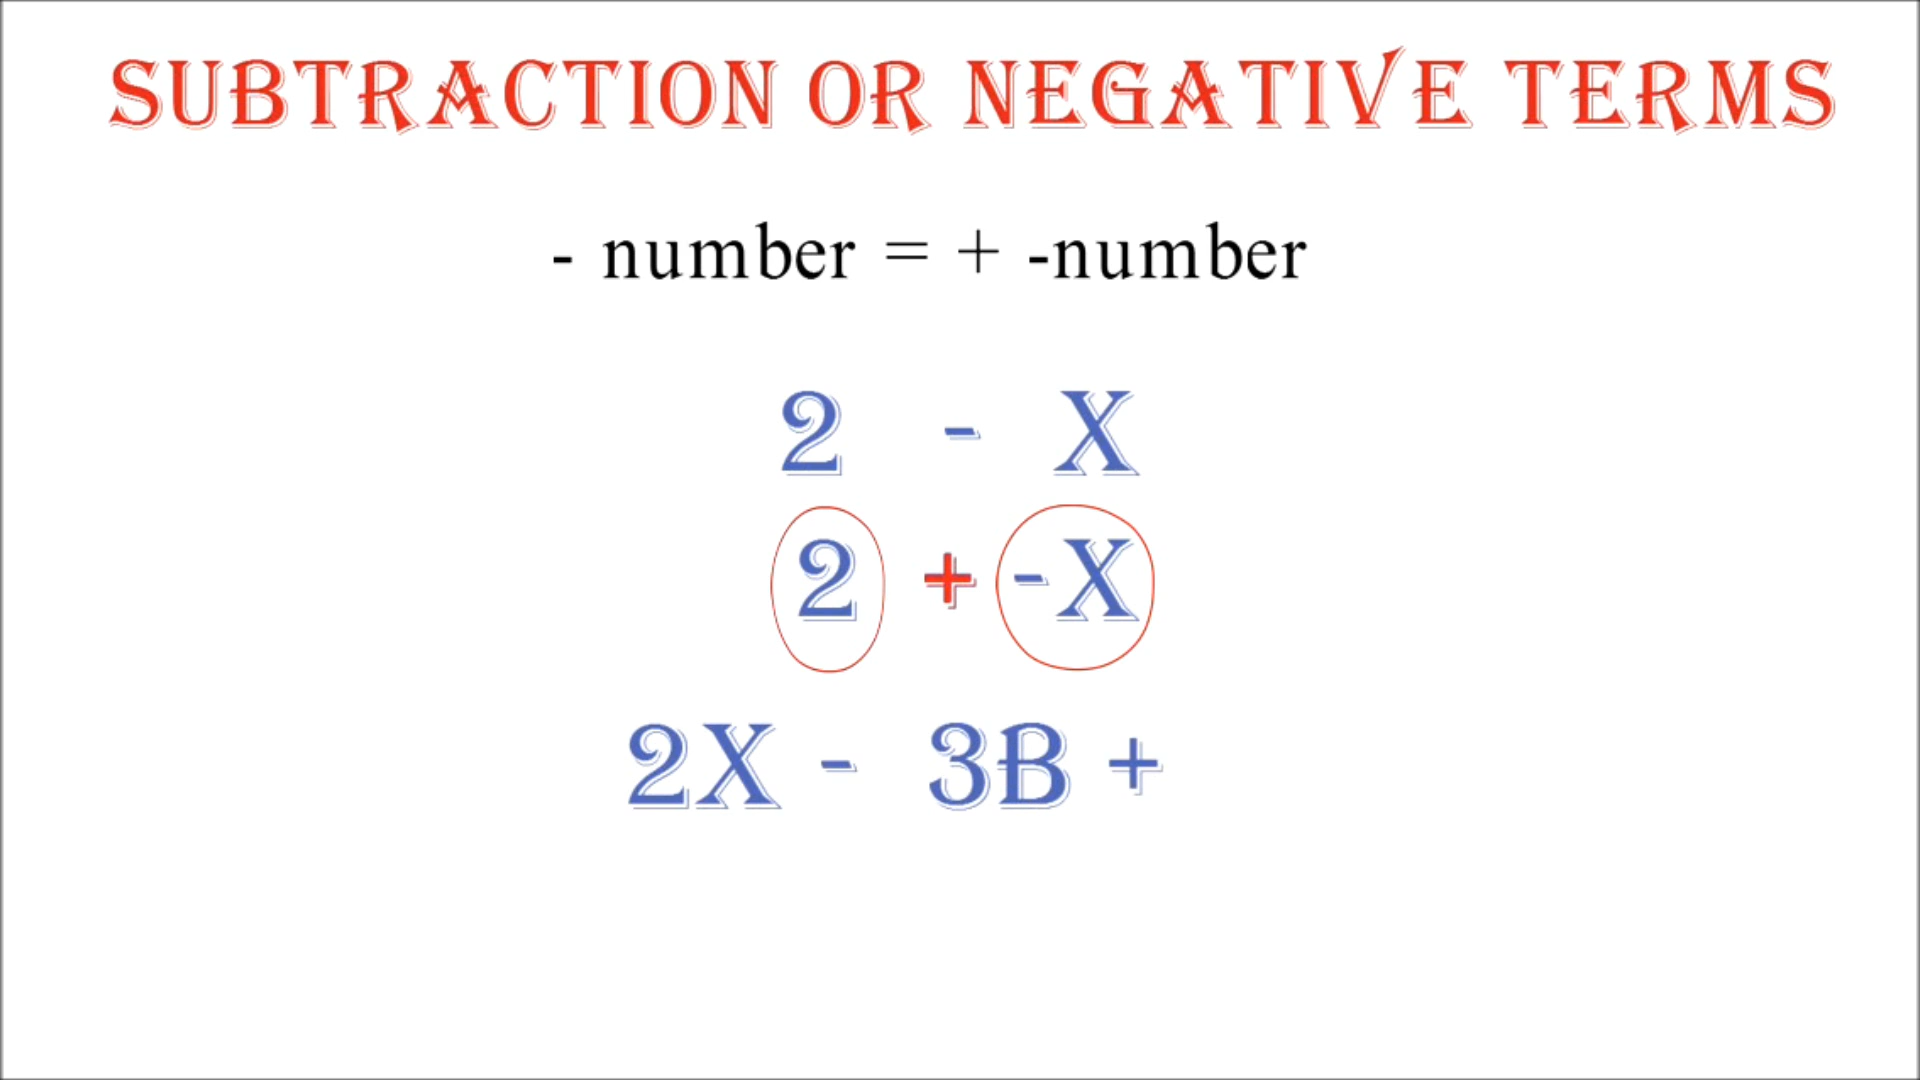 SUBTRACTION OR NEGATIVE TERMS
- number = + -number
2 - X
2 + -X
2X - 3B +